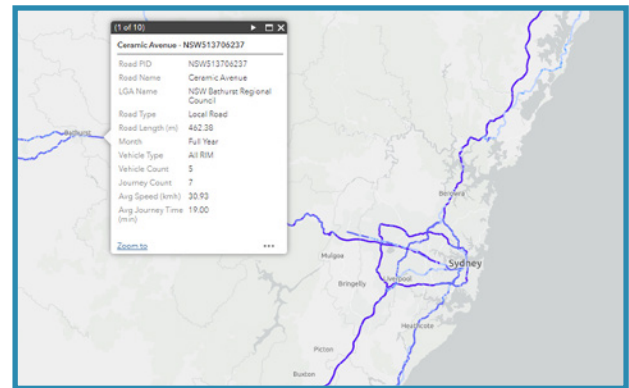 (1 of 10)
Ceramic Avenue - NSW513706237
Road PID NSW513706237
Road Name Ceramic Avenue
LGA Name NSW Bathurst Regional
Council
Road Type Local Road
Road Length (m) 462.38
Month Full Year
Vehicle Type All RIM
Vehicle Count 5
Journey Count 7
Avg Speed (kmh) 30.93
Avg Journey Time 19.00
(min)
Zoom to
Bathurst
Berowra
Mulgoa
Sydney
Liverpool
Bringelly
Heathcote
Picton
Buxton